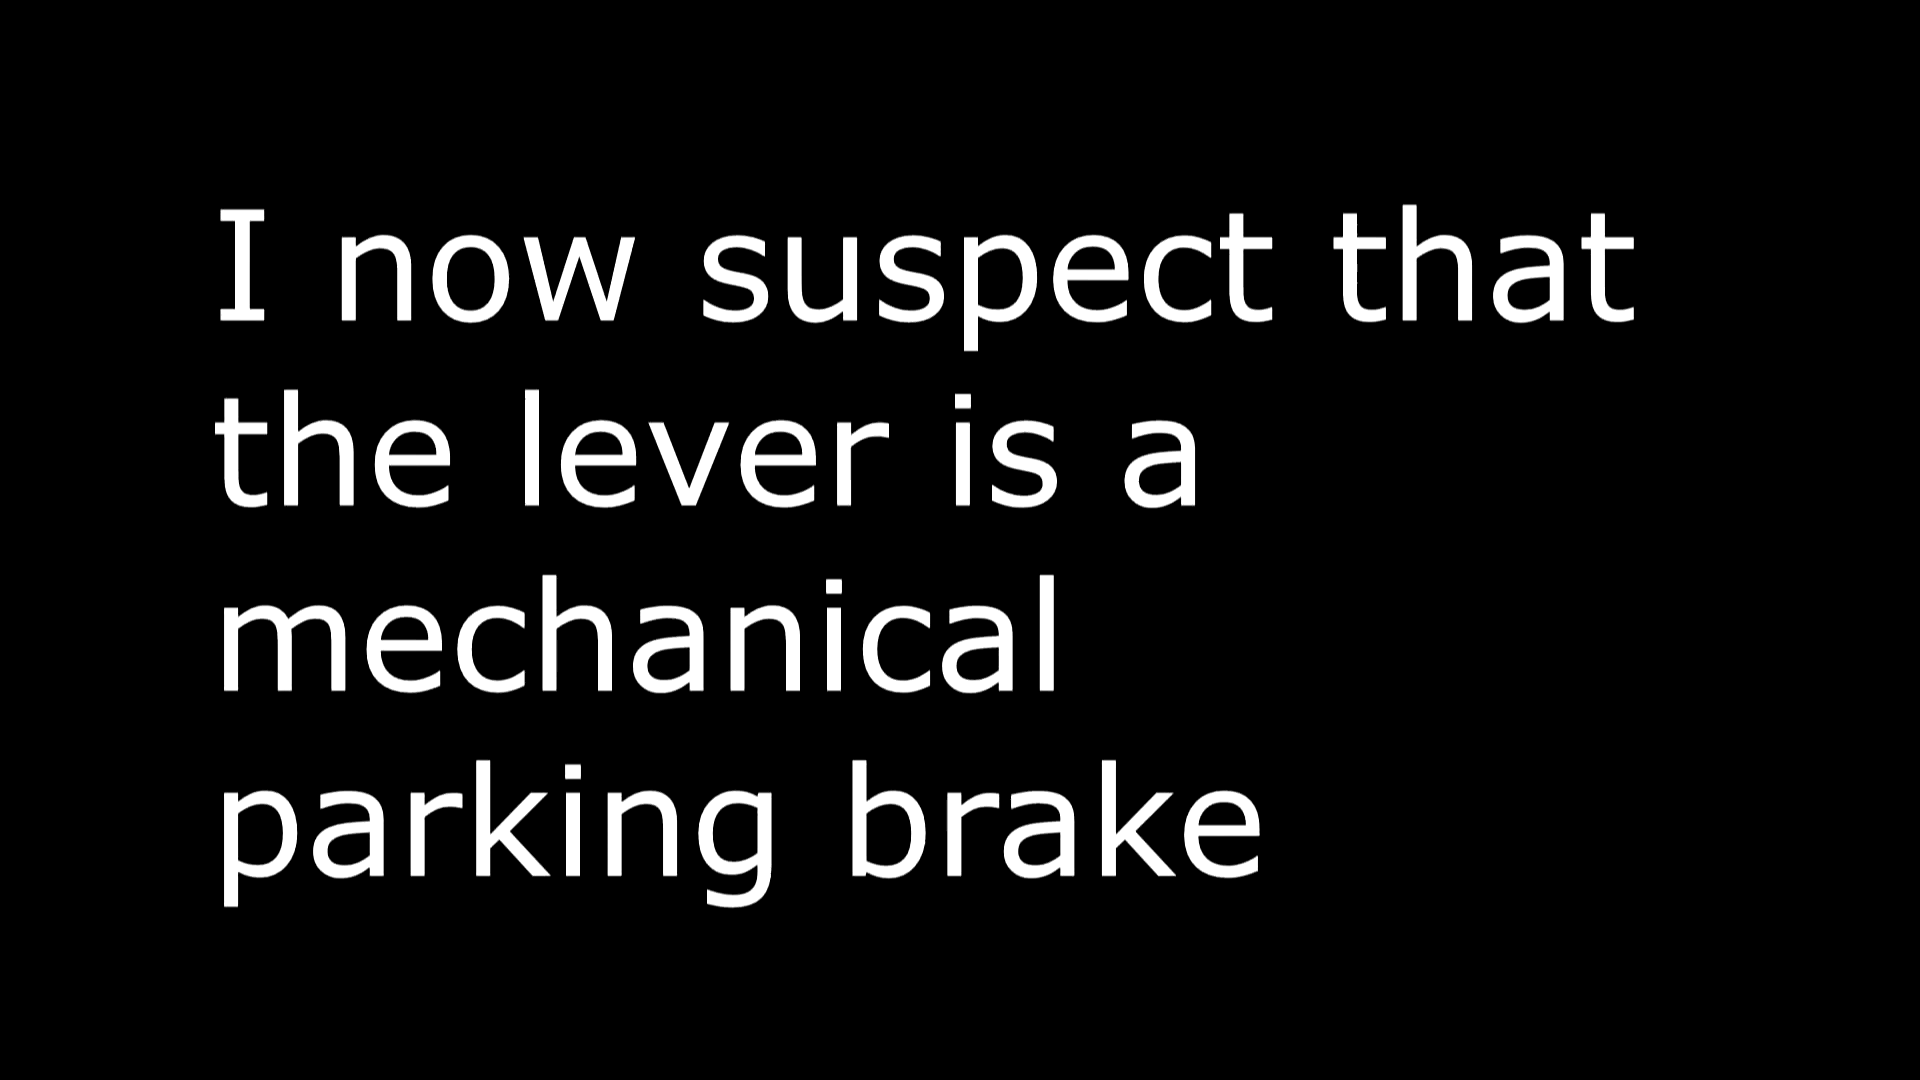 I now suspect that
the lever is a
mechanical
parking brake